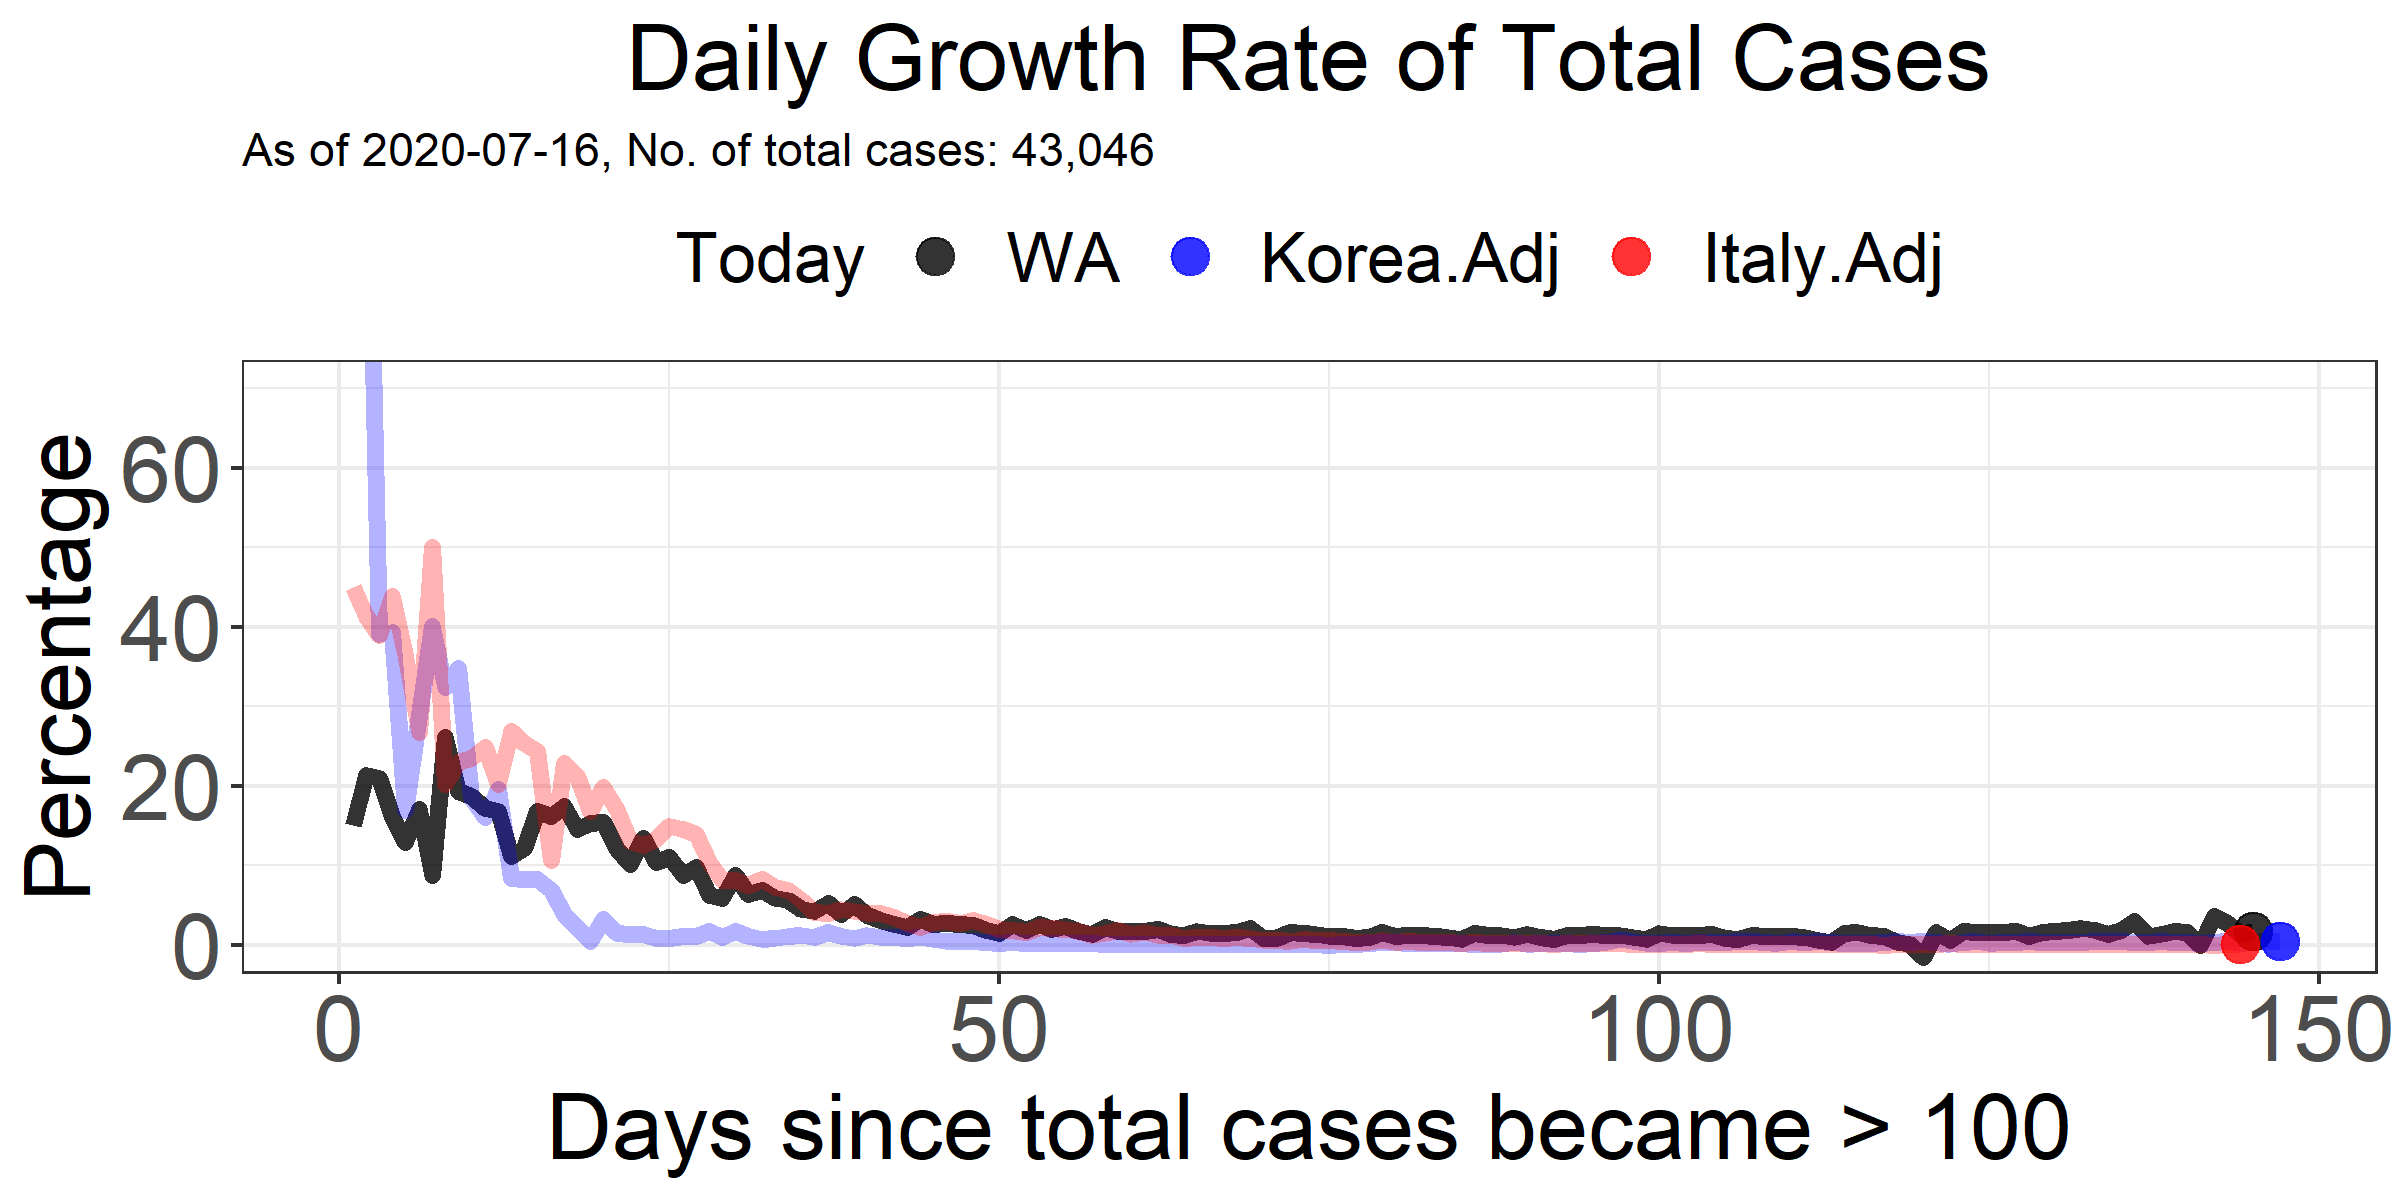 Daily Growth Rate of Total Cases
As of 2020-07-16, No. of total cases: 43,046
Today WA Korea.Adj Italy.Adj
Percentage
60
40
20
0
0 50 100 150
Days since total cases became > 100